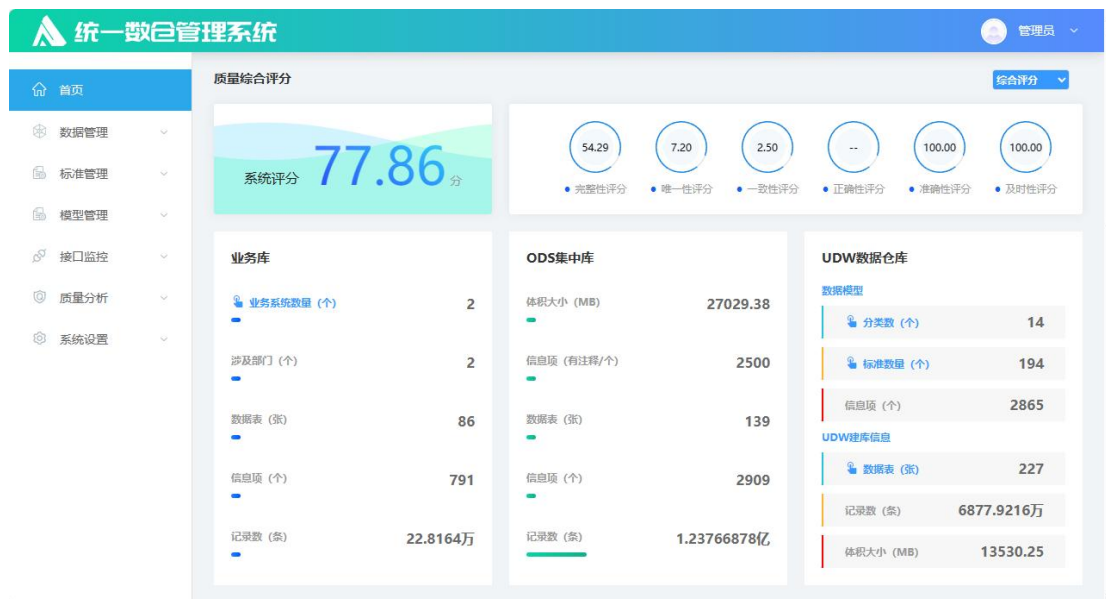 统一数仓管理系统
管理员
首页
数据管理
标准管理
模型管理
接口监控
质量分析
系统设置
质量综合评分
综合评分
系统评分 77.86 分
54.29 7.20 2.50 -- 100.00 100.00
完整性评分 唯一性评分 一致性评分 正确性评分 准确性评分 及时性评分
业务库
业务系统数量（个） 2
涉及部门（个） 2
数据表（张） 86
信息项（个） 791
记录数（条） 22.8164万
ODS集中库
体积大小（MB） 27029.38
信息项（有注释/个） 2500
数据表（张） 139
信息项（个） 2909
记录数（条） 1.23766878亿
UDW数据仓库
数据模型
分类数（个） 14
标准数量（个） 194
信息项（个） 2865
UDW建库信息
数据表（张） 227
记录数（条） 6877.9216万
体积大小（MB） 13530.25